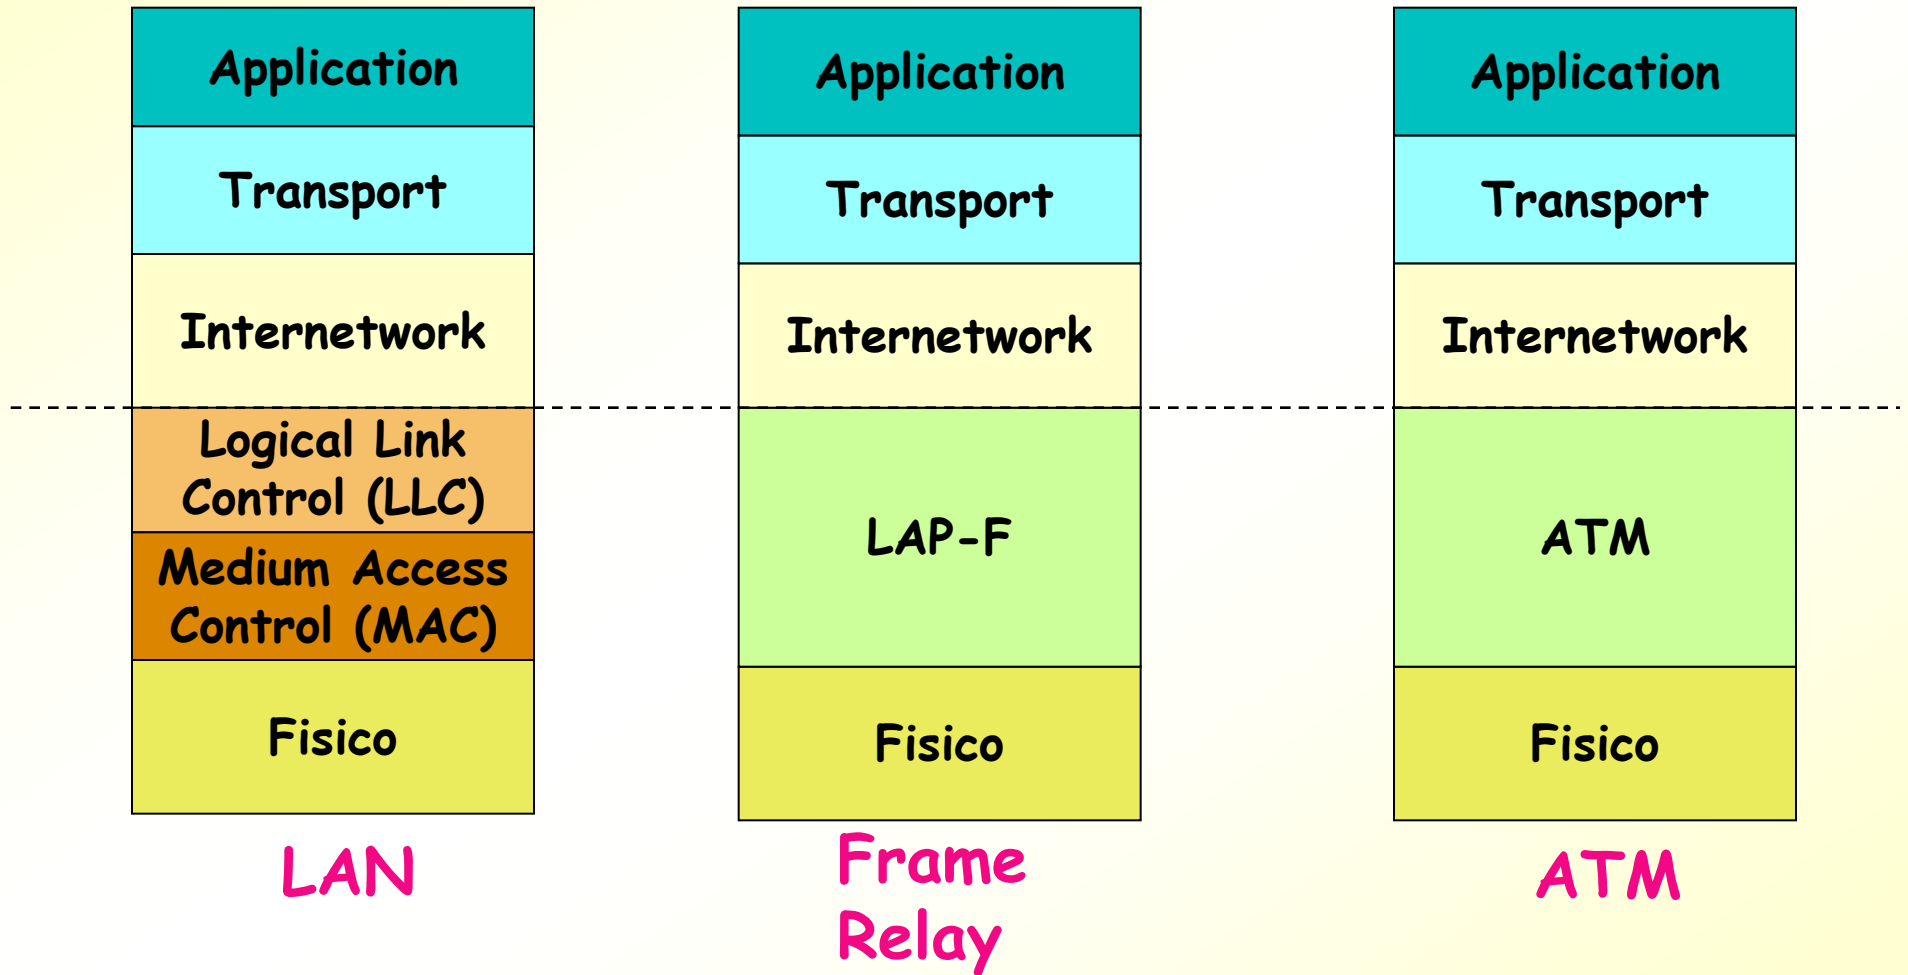 Application
Transport
Internetwork
Logical Link
Control (LLC)
Medium Access
Control (MAC)
Fisico
LAN
Application
Transport
Internetwork
LAP-F
Fisico
Frame
Relay
Application
Transport
Internetwork
ATM
Fisico
ATM